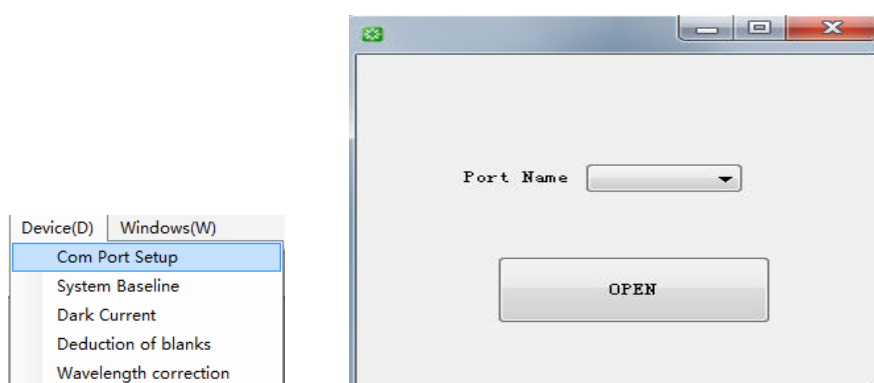 Device(D) Windows(W)
Com Port Setup
System Baseline
Dark Current
Deduction of blanks
Wavelength correction
Port Name
OPEN